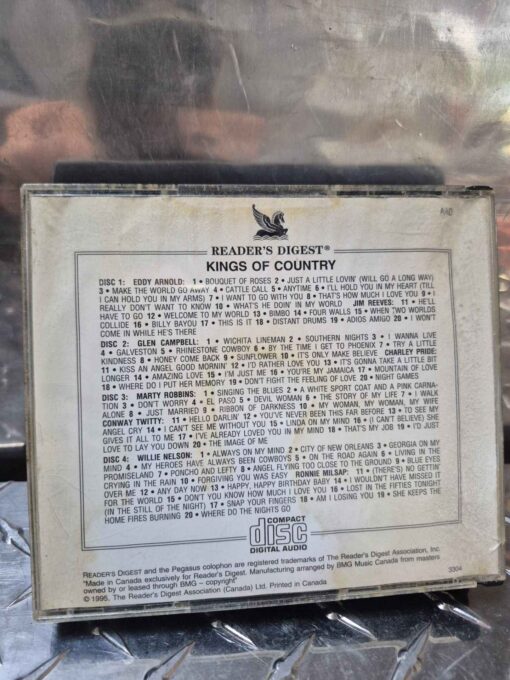 READER'S DIGEST®
KINGS OF COUNTRY
DISC 1: EDDY ARNOLD: 1 • BOUQUET OF ROSES 2 • JUST A LITTLE LOVIN' (WILL GO A LONG WAY)
3 • MAKE THE WORLD GO AWAY 4 • CATTLE CALL 5 • ANYTIME 6 • I'LL HOLD YOU IN MY HEART (TILL
I CAN HOLD YOU IN MY ARMS) 7 • I WANT TO GO WITH YOU 8 • THAT'S HOW MUCH I LOVE YOU 9 • I
REALLY DON'T WANT TO KNOW 10 • WHAT'S HE DOIN' IN MY WORLD JIM REEVES: 11 • HE'LL
HAVE TO GO 12 • WELCOME TO MY WORLD 13 • BIMBO 14 • FOUR WALLS 15 • WHEN TWO WORLDS
COLLIDE 16 • BILLY BAYOU 17 • THIS IS IT 18 • DISTANT DRUMS 19 • ADIOS AMIGO 20 • I WON'T
COME IN WHILE HE'S THERE
DISC 2: GLEN CAMPBELL: 1 • WICHITA LINEMAN 2 • SOUTHERN NIGHTS 3 • I WANNA LIVE
4 • GALVESTON 5 • RHINESTONE COWBOY 6 • BY THE TIME I GET TO PHOENIX 7 • TRY A LITTLE
KINDNESS 8 • HONEY COME BACK 9 • SUNFLOWER 10 • IT'S ONLY MAKE BELIEVE CHARLEY PRIDE:
11 • KISS AN ANGEL GOOD MORNIN' 12 • I'D RATHER LOVE YOU 13 • IT'S GONNA TAKE A LITTLE BIT
LONGER 14 • AMAZING LOVE 15 • I'M JUST ME 16 • YOU'RE MY JAMAICA 17 • MOUNTAIN OF LOVE
18 • WHERE DO I PUT HER MEMORY 19 • DON'T FIGHT THE FEELING OF LOVE 20 • NIGHT GAMES
DISC 3: MARTY ROBBINS: 1 • SINGING THE BLUES 2 • A WHITE SPORT COAT AND A PINK CARNA-
TION 3 • DON'T WORRY 4 • EL PASO 5 • DEVIL WOMAN 6 • THE STORY OF MY LIFE 7 • I WALK
ALONE 8 • JUST MARRIED 9 • RIBBON OF DARKNESS 10 • MY WOMAN, MY WOMAN, MY WIFE
CONWAY TWITTY: 11 • HELLO DARLIN' 12 • YOU'VE NEVER BEEN THIS FAR BEFORE 13 • TO SEE MY
ANGEL CRY 14 • I CAN'T SEE ME WITHOUT YOU 15 • LINDA ON MY MIND 16 • (I CAN'T BELIEVE) SHE
GIVES IT ALL TO ME 17 • I'VE ALREADY LOVED YOU IN MY MIND 18 • THAT'S MY JOB 19 • I'D JUST
LOVE TO LAY YOU DOWN 20 • THE IMAGE OF ME
DISC 4: WILLIE NELSON: 1 • ALWAYS ON MY MIND 2 • CITY OF NEW ORLEANS 3 • GEORGIA ON MY
MIND 4 • MY HEROES HAVE ALWAYS BEEN COWBOYS 5 • ON THE ROAD AGAIN 6 • LIVING IN THE
PROMISELAND 7 • PONCHO AND LEFTY 8 • ANGEL FLYING TOO CLOSE TO THE GROUND 9 • BLUE EYES
CRYING IN THE RAIN 10 • FORGIVING YOU WAS EASY RONNIE MILSAP: 11 • (THERE'S) NO GETTIN'
OVER ME 12 • ANY DAY NOW 13 • HAPPY, HAPPY BIRTHDAY BABY 14 • I WOULDN'T HAVE MISSED IT
FOR THE WORLD 15 • DON'T YOU KNOW HOW MUCH I LOVE YOU 16 • LOST IN THE FIFTIES TONIGHT
(IN THE STILL OF THE NIGHT) 17 • SNAP YOUR FINGERS 18 • AM I LOSING YOU 19 • SHE KEEPS THE
HOME FIRES BURNING 20 • WHERE DO THE NIGHTS GO
COMPACT
disc
DIGITAL AUDIO
READER'S DIGEST and the Pegasus colophon are registered trademarks of The Reader's Digest Association, Inc.
"Made in Canada exclusively for Reader's Digest. Manufacturing arranged by BMG Music Canada from masters
owned by or leased through BMG – copyright"
3304
© 1995, The Reader's Digest Association (Canada) Ltd. Printed in Canada